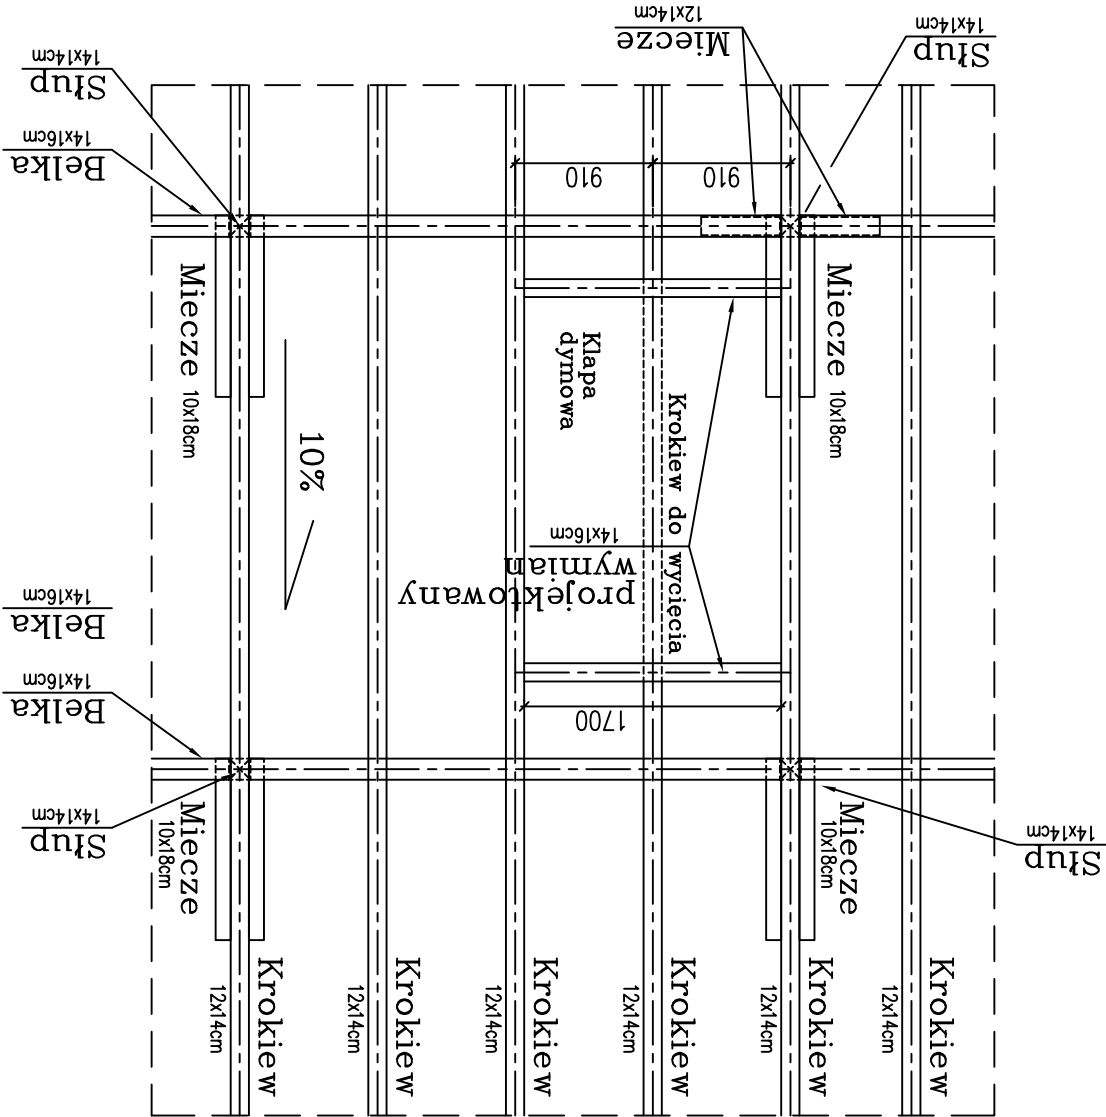 Miecze
12x14cm
Słup
14x14cm
Słup
14x14cm
Belka
14x16cm
910
910
Miecze 10x18cm
Miecze 10x18cm
Klapa
dymowa
Krokiew do wycięcia
10%
projektowany
wymian
14x16cm
Belka
14x16cm
Belka
14x16cm
1700
Słup
14x14cm
Miecze
10x18cm
Miecze
10x18cm
Słup
14x14cm
Krokiew
12x14cm
Krokiew
12x14cm
Krokiew
12x14cm
Krokiew
12x14cm
Krokiew
12x14cm
Krokiew
12x14cm